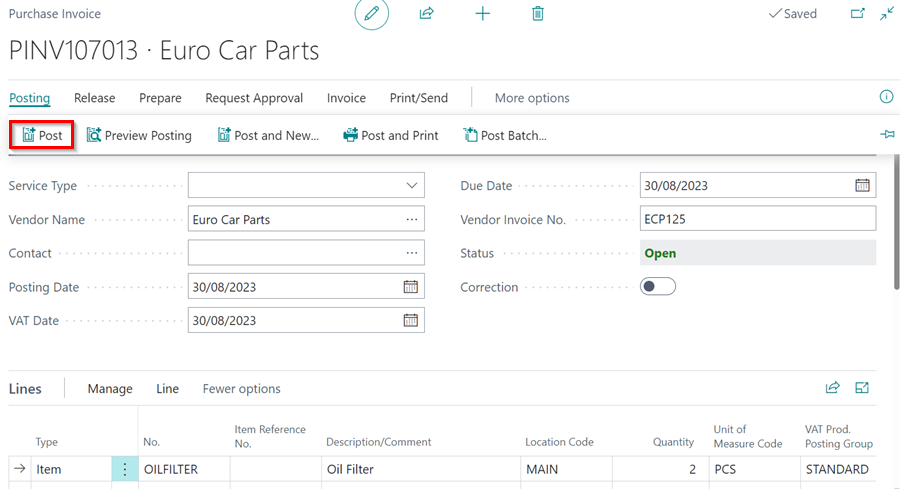 Purchase Invoice
Saved
PINV107013 · Euro Car Parts
Posting Release Prepare Request Approval Invoice Print/Send More options
Post Preview Posting Post and New... Post and Print Post Batch...
Service Type Due Date 30/08/2023
Vendor Name Euro Car Parts Vendor Invoice No. ECP125
Contact Status Open
Posting Date 30/08/2023 Correction
VAT Date 30/08/2023
Lines Manage Line Fewer options
Type No. Item Reference No. Description/Comment Location Code Quantity Unit of Measure Code VAT Prod. Posting Group
Item OILFILTER Oil Filter MAIN 2 PCS STANDARD